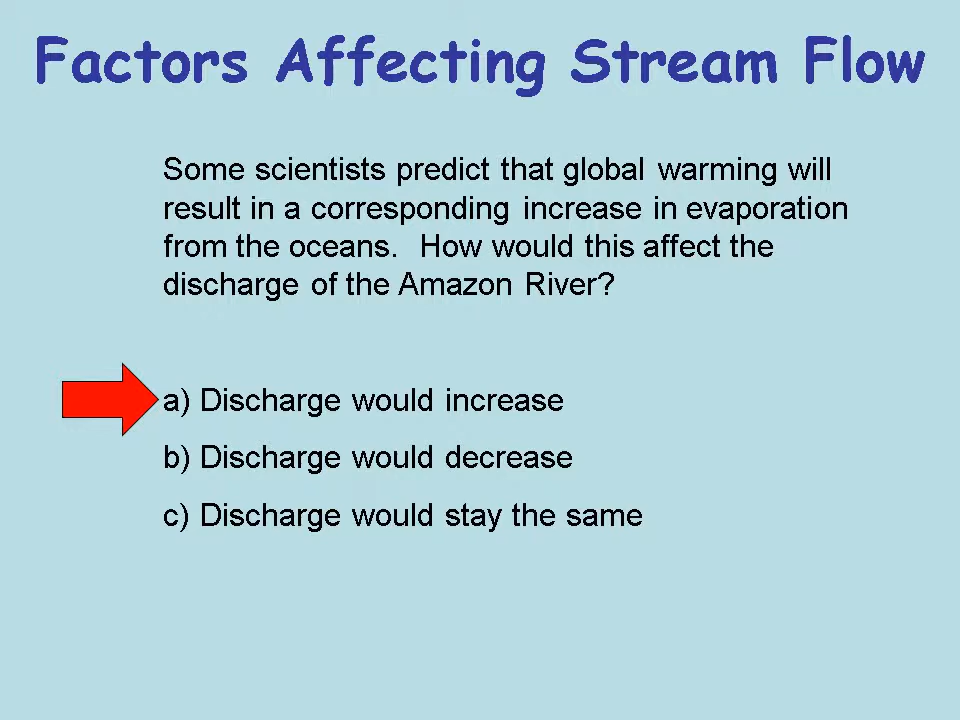 Factors Affecting Stream Flow
Some scientists predict that global warming will
result in a corresponding increase in evaporation
from the oceans.  How would this affect the
discharge of the Amazon River?
a) Discharge would increase
b) Discharge would decrease
c) Discharge would stay the same